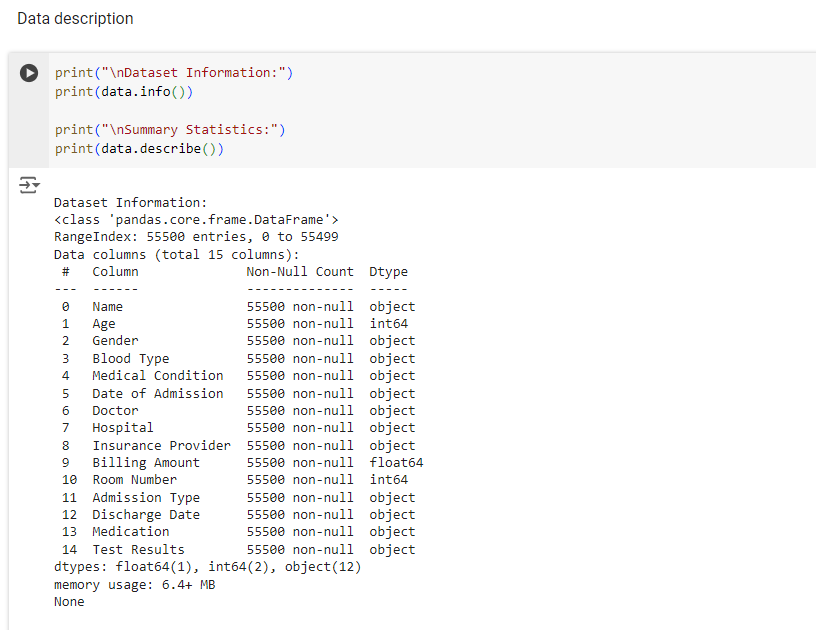 Data description
print("\nDataset Information:")
print(data.info())
print("\nSummary Statistics:")
print(data.describe())
Dataset Information:
<class 'pandas.core.frame.DataFrame'>
RangeIndex: 55500 entries, 0 to 55499
Data columns (total 15 columns):
 #   Column              Non-Null Count  Dtype
---  ------              --------------  -----
 0   Name                55500 non-null  object
 1   Age                 55500 non-null  int64
 2   Gender              55500 non-null  object
 3   Blood Type          55500 non-null  object
 4   Medical Condition   55500 non-null  object
 5   Date of Admission   55500 non-null  object
 6   Doctor              55500 non-null  object
 7   Hospital            55500 non-null  object
 8   Insurance Provider  55500 non-null  object
 9   Billing Amount      55500 non-null  float64
 10  Room Number         55500 non-null  int64
 11  Admission Type      55500 non-null  object
 12  Discharge Date      55500 non-null  object
 13  Medication          55500 non-null  object
 14  Test Results        55500 non-null  object
dtypes: float64(1), int64(2), object(12)
memory usage: 6.4+ MB
None